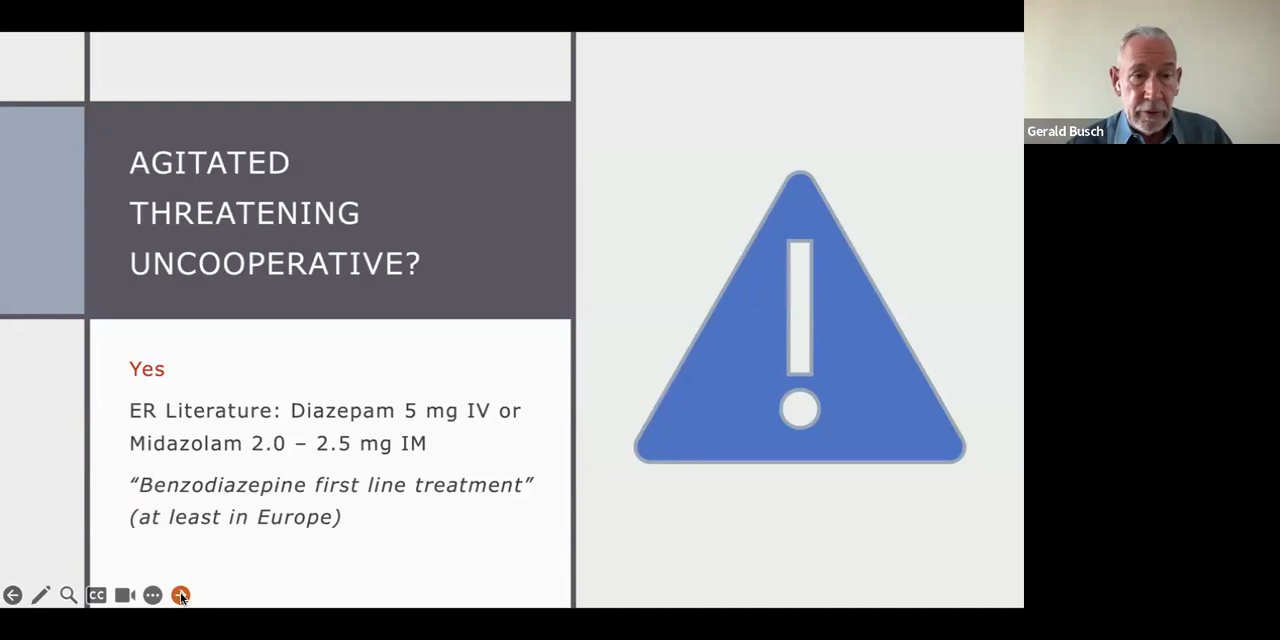 AGITATED
THREATENING
UNCOOPERATIVE?
Yes
ER Literature: Diazepam 5 mg IV or
Midazolam 2.0 – 2.5 mg IM
“Benzodiazepine first line treatment”
(at least in Europe)
CC
Gerald Busch